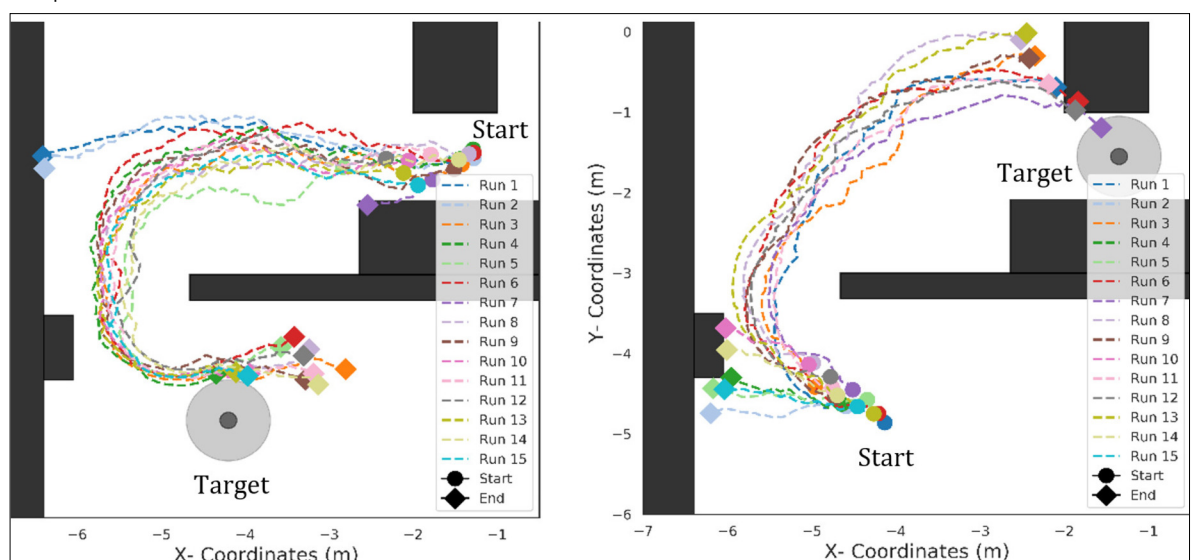 Start
Target
Run 1
Run 2
Run 3
Run 4
Run 5
Run 6
Run 7
Run 8
Run 9
Run 10
Run 11
Run 12
Run 13
Run 14
Run 15
Start
End
−6 −5 −4 −3 −2 −1
X- Coordinates (m)
Y- Coordinates (m)
0
−1
−2
−3
−4
−5
−6
Target
Start
Run 1
Run 2
Run 3
Run 4
Run 5
Run 6
Run 7
Run 8
Run 9
Run 10
Run 11
Run 12
Run 13
Run 14
Run 15
Start
End
−7 −6 −5 −4 −3 −2 −1
X- Coordinates (m)